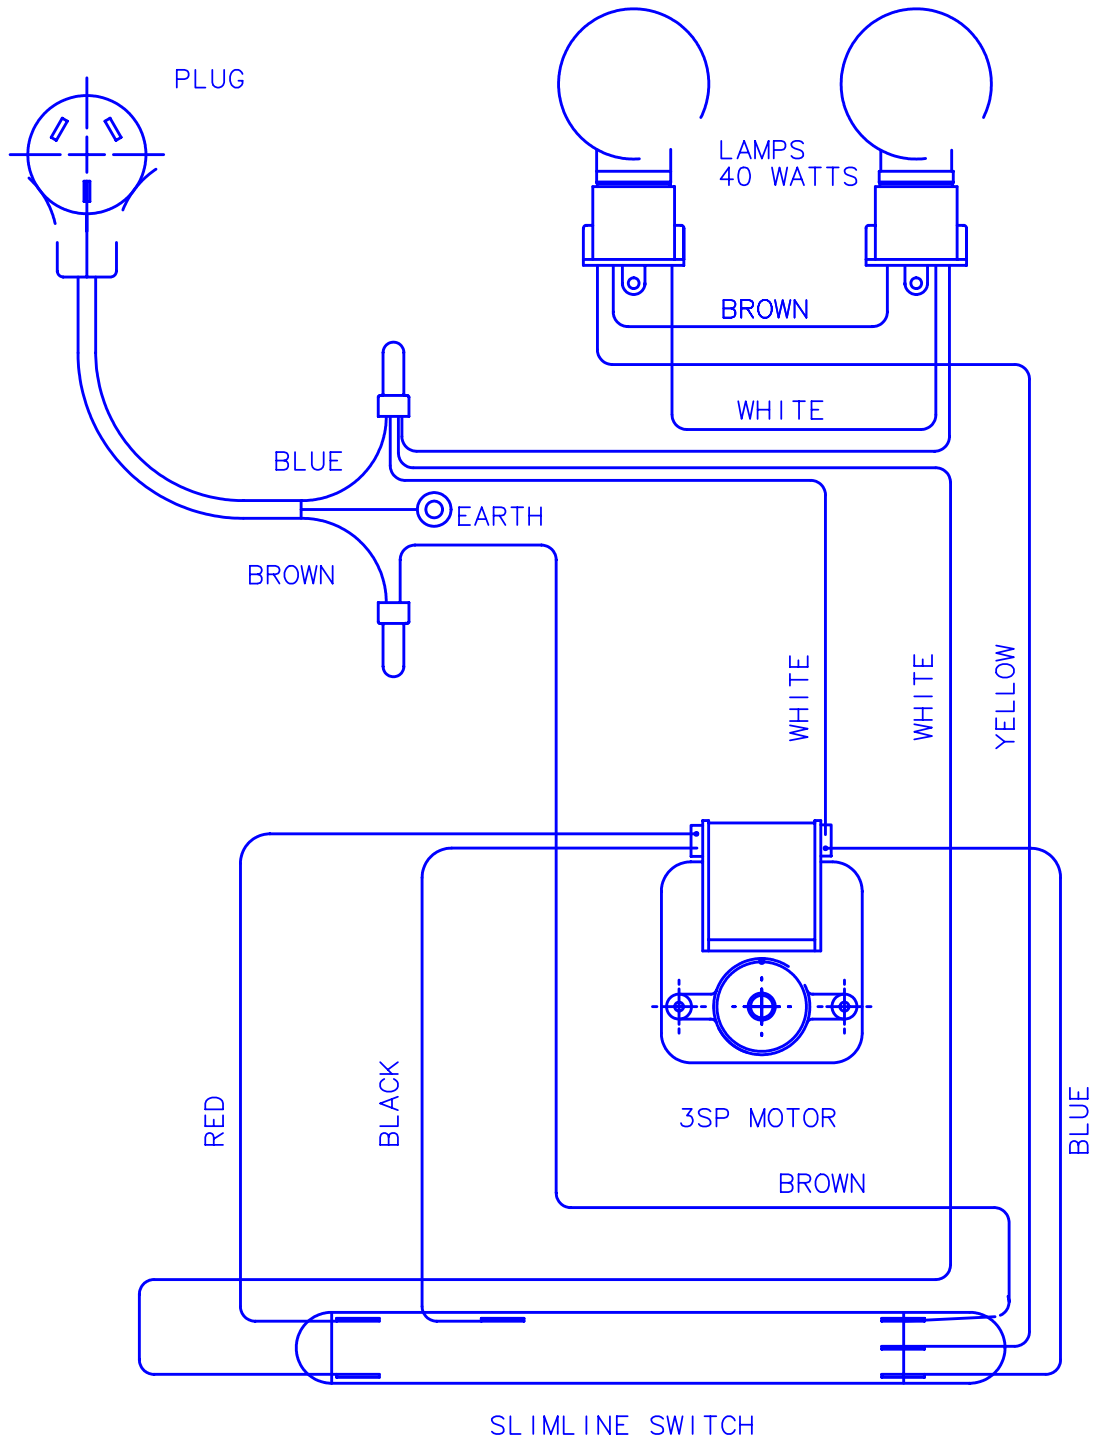 PLUG
LAMPS
40 WATTS
BROWN
WHITE
BLUE
EARTH
BROWN
WHITE
WHITE
YELLOW
RED
BLACK
3SP MOTOR
BLUE
BROWN
SLIMLINE SWITCH